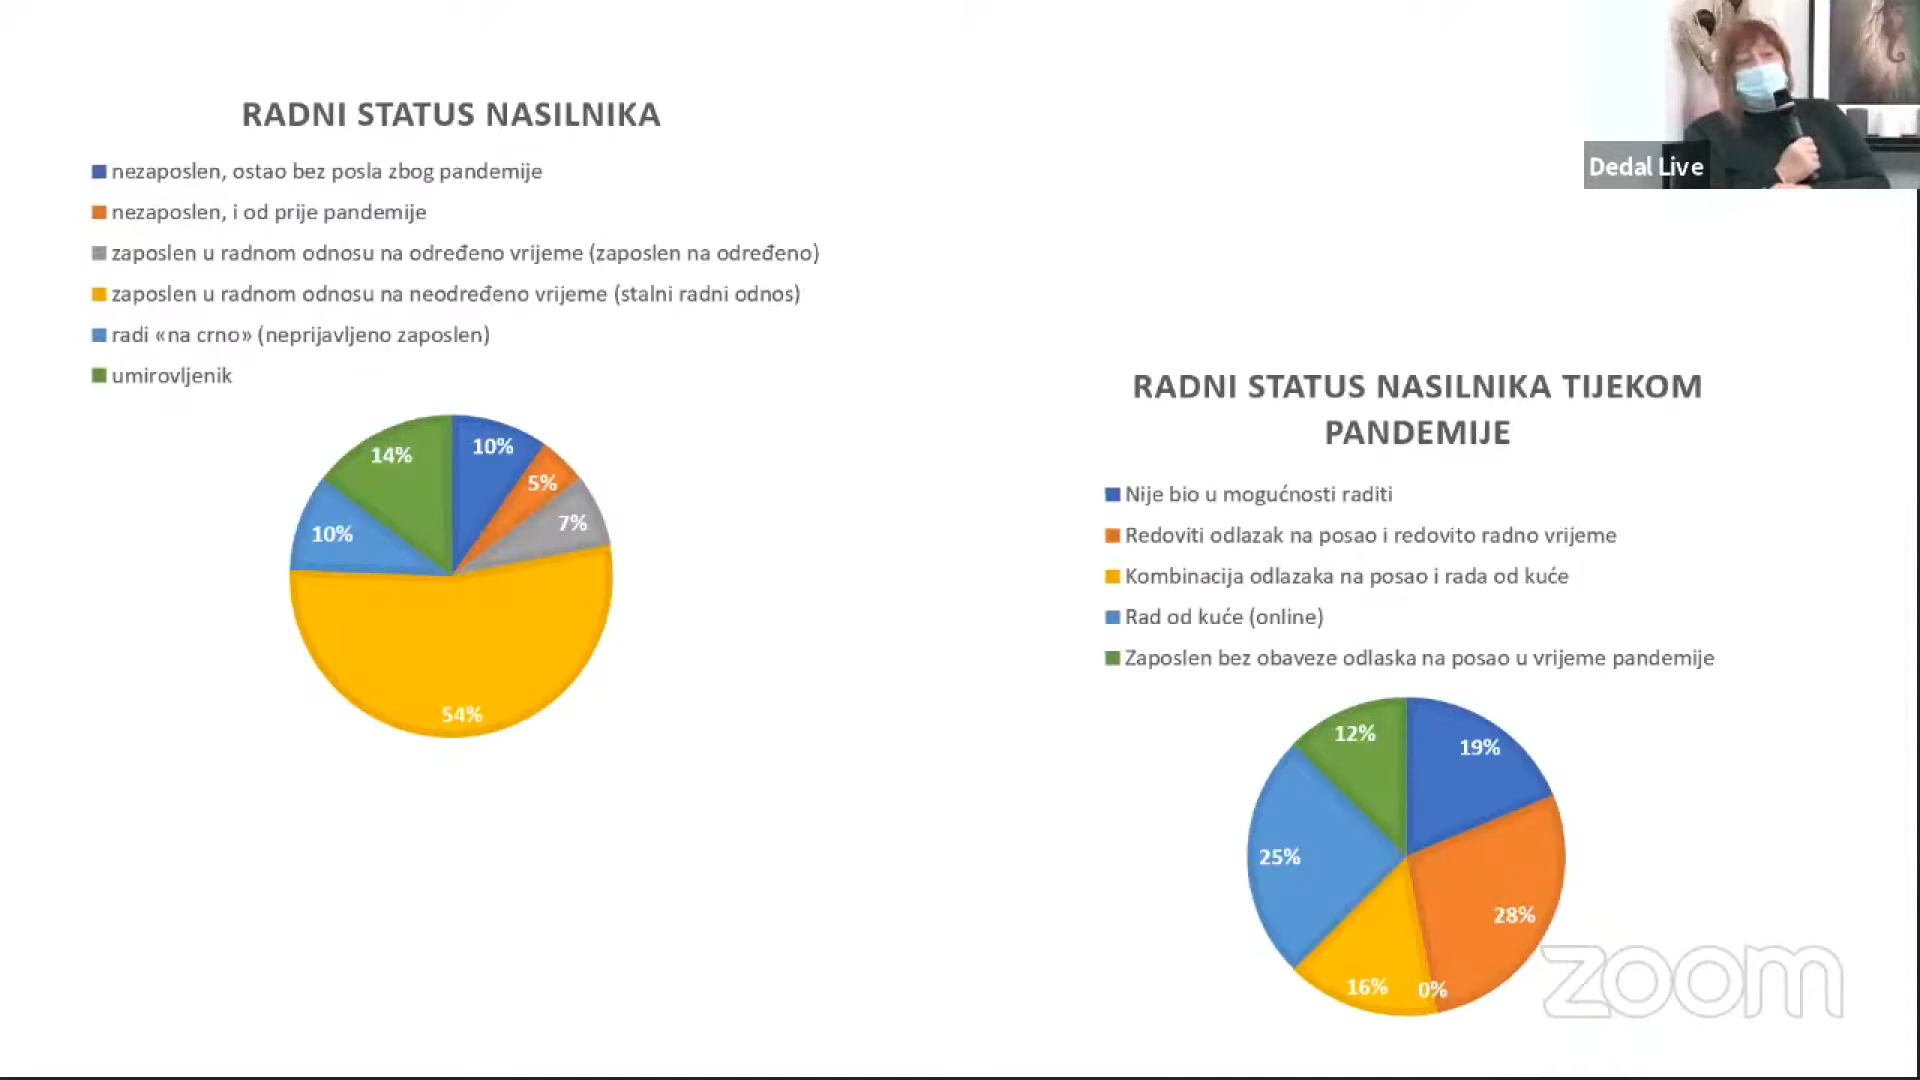 RADNI STATUS NASILNIKA
nezaposlen, ostao bez posla zbog pandemije
nezaposlen, i od prije pandemije
zaposlen u radnom odnosu na određeno vrijeme (zaposlen na određeno)
zaposlen u radnom odnosu na neodređeno vrijeme (stalni radni odnos)
radi «na crno» (neprijavljeno zaposlen)
umirovljenik
14%
10%
5%
7%
10%
54%
Dedal Live
RADNI STATUS NASILNIKA TIJEKOM
PANDEMIJE
Nije bio u mogućnosti raditi
Redoviti odlazak na posao i redovito radno vrijeme
Kombinacija odlazaka na posao i rada od kuće
Rad od kuće (online)
Zaposlen bez obaveze odlaska na posao u vrijeme pandemije
12%
19%
25%
28%
16%
0%
zoom